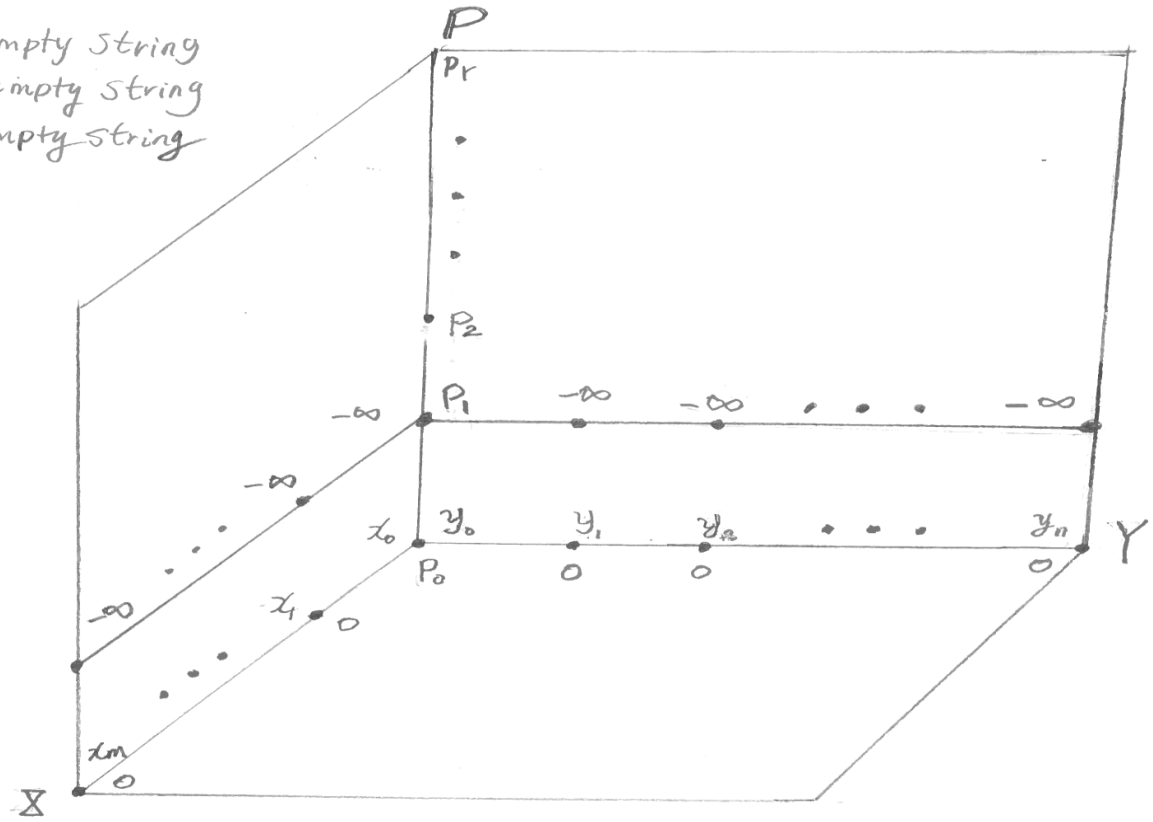 mpty string
empty string
mpty string
P
Pr
P2
-∞ P1 -∞ -∞ . . . -∞
-∞
x0 y0 y1 y2 . . . yn Y
P0 0 0 0
-∞
x1 0
xm
0
X